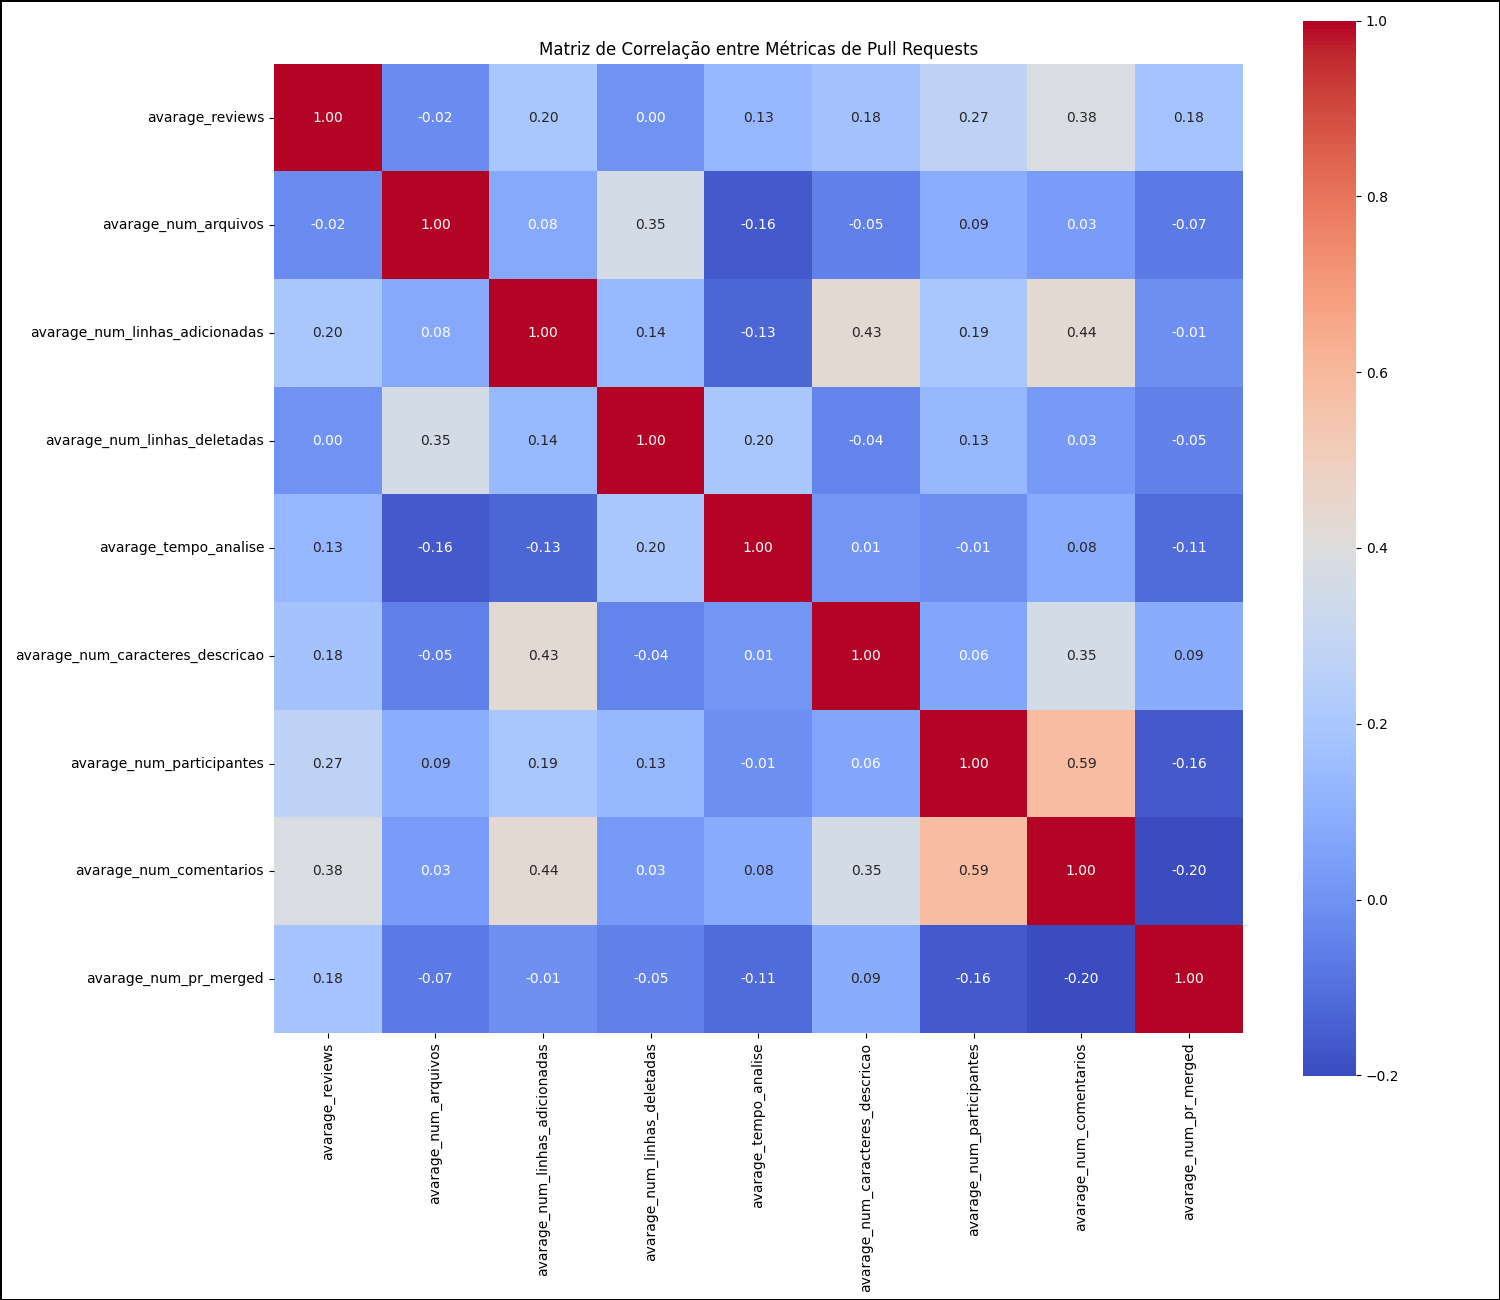 Matriz de Correlação entre Métricas de Pull Requests
avarage_reviews 1.00 -0.02 0.20 0.00 0.13 0.18 0.27 0.38 0.18
avarage_num_arquivos -0.02 1.00 0.08 0.35 -0.16 -0.05 0.09 0.03 -0.07
avarage_num_linhas_adicionadas 0.20 0.08 1.00 0.14 -0.13 0.43 0.19 0.44 -0.01
avarage_num_linhas_deletadas 0.00 0.35 0.14 1.00 0.20 -0.04 0.13 0.03 -0.05
avarage_tempo_analise 0.13 -0.16 -0.13 0.20 1.00 0.01 -0.01 0.08 -0.11
avarage_num_caracteres_descricao 0.18 -0.05 0.43 -0.04 0.01 1.00 0.06 0.35 0.09
avarage_num_participantes 0.27 0.09 0.19 0.13 -0.01 0.06 1.00 0.59 -0.16
avarage_num_comentarios 0.38 0.03 0.44 0.03 0.08 0.35 0.59 1.00 -0.20
avarage_num_pr_merged 0.18 -0.07 -0.01 -0.05 -0.11 0.09 -0.16 -0.20 1.00
avarage_reviews
avarage_num_arquivos
avarage_num_linhas_adicionadas
avarage_num_linhas_deletadas
avarage_tempo_analise
avarage_num_caracteres_descricao
avarage_num_participantes
avarage_num_comentarios
avarage_num_pr_merged
1.0
0.8
0.6
0.4
0.2
0.0
−0.2